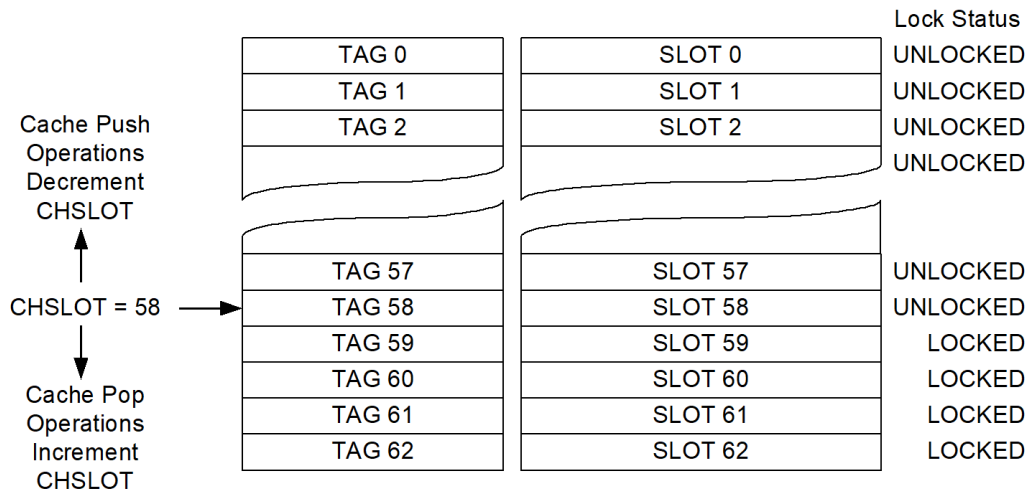 Lock Status
TAG 0 SLOT 0 UNLOCKED
TAG 1 SLOT 1 UNLOCKED
TAG 2 SLOT 2 UNLOCKED
UNLOCKED
Cache Push
Operations
Decrement
CHSLOT
TAG 57 SLOT 57 UNLOCKED
CHSLOT = 58 TAG 58 SLOT 58 UNLOCKED
TAG 59 SLOT 59 LOCKED
TAG 60 SLOT 60 LOCKED
TAG 61 SLOT 61 LOCKED
TAG 62 SLOT 62 LOCKED
Cache Pop
Operations
Increment
CHSLOT